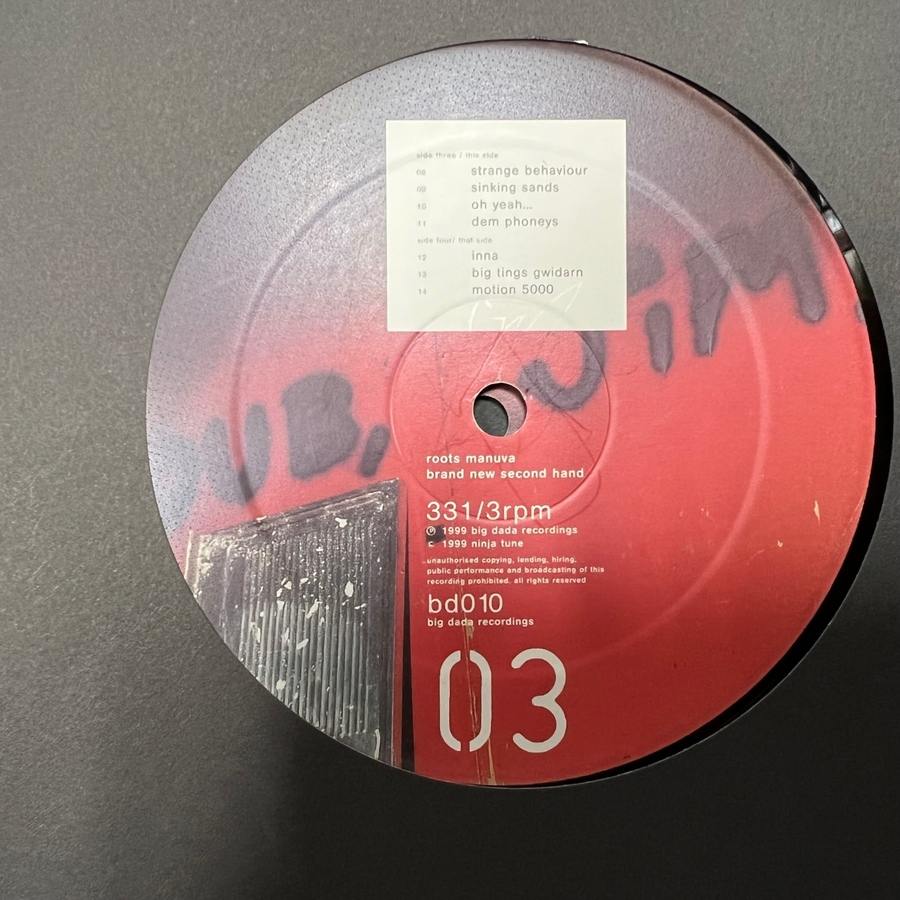 side three / this side
08 strange behaviour
09 sinking sands
10 oh yeah...
11 dem phoneys
side four/ that side
12 inna
13 big tings gwidarn
14 motion 5000
UB, WiM
roots manuva
brand new second hand
331/3rpm
℗ 1999 big dada recordings
c 1999 ninja tune
unauthorised copying, lending, hiring,
public performance and broadcasting of this
recording prohibited. all rights reserved
bd010
big dada recordings
03